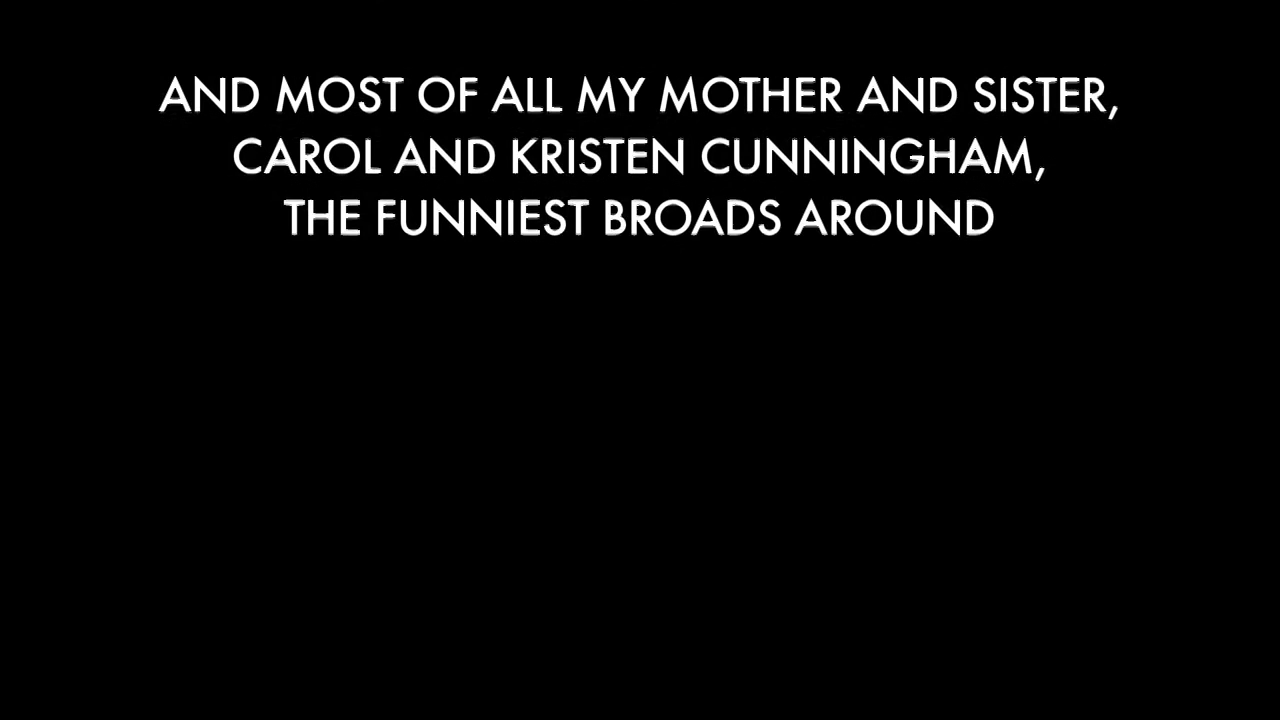 AND MOST OF ALL MY MOTHER AND SISTER,
CAROL AND KRISTEN CUNNINGHAM,
THE FUNNIEST BROADS AROUND